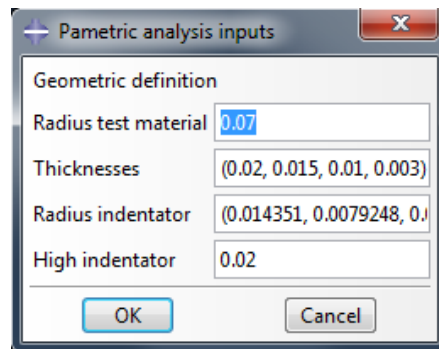 Pametric analysis inputs
Geometric definition
Radius test material 0.07
Thicknesses (0.02, 0.015, 0.01, 0.003)
Radius indentator (0.014351, 0.0079248, 0.
High indentator 0.02
OK Cancel